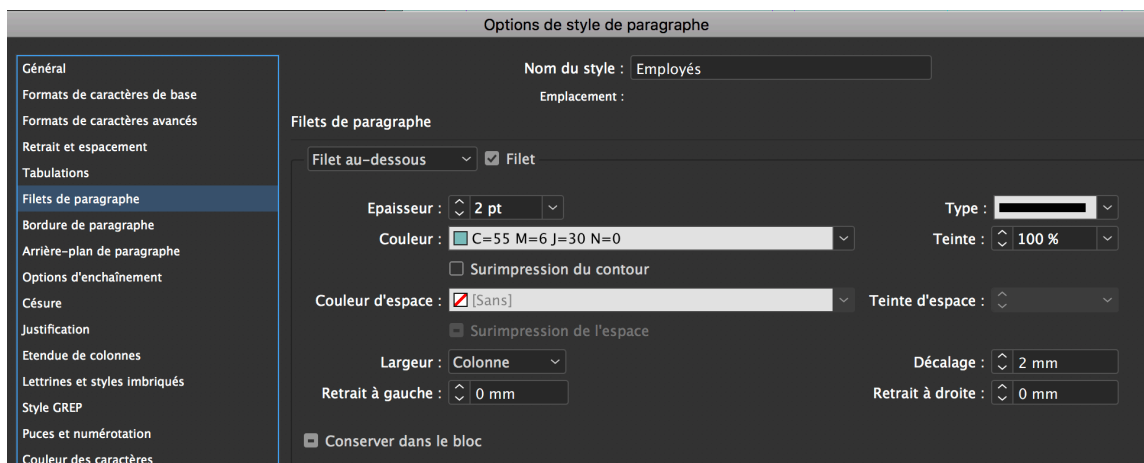 Options de style de paragraphe
Général
Formats de caractères de base
Formats de caractères avancés
Retrait et espacement
Tabulations
Filets de paragraphe
Bordure de paragraphe
Arrière-plan de paragraphe
Options d'enchaînement
Césure
Justification
Etendue de colonnes
Lettrines et styles imbriqués
Style GREP
Puces et numérotation
Couleur des caractères
Nom du style : Employés
Emplacement :
Filets de paragraphe
Filet au-dessous Filet
Epaisseur : 2 pt Type :
Couleur : C=55 M=6 J=30 N=0 Teinte : 100 %
Surimpression du contour
Couleur d'espace : [Sans] Teinte d'espace :
Surimpression de l'espace
Largeur : Colonne Décalage : 2 mm
Retrait à gauche : 0 mm Retrait à droite : 0 mm
Conserver dans le bloc